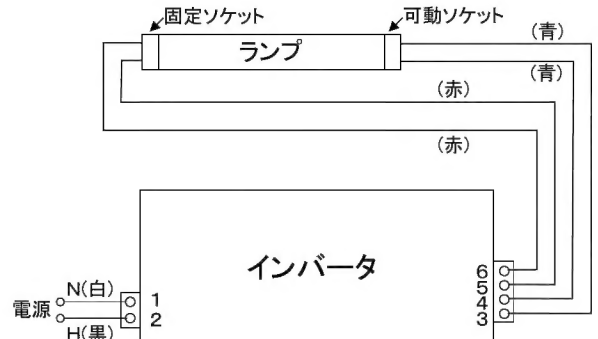 固定ソケット
可動ソケット
ランプ
(青)
(青)
(赤)
(赤)
インバータ
6
5
4
3
電源
N(白)
1
2
H(黒)